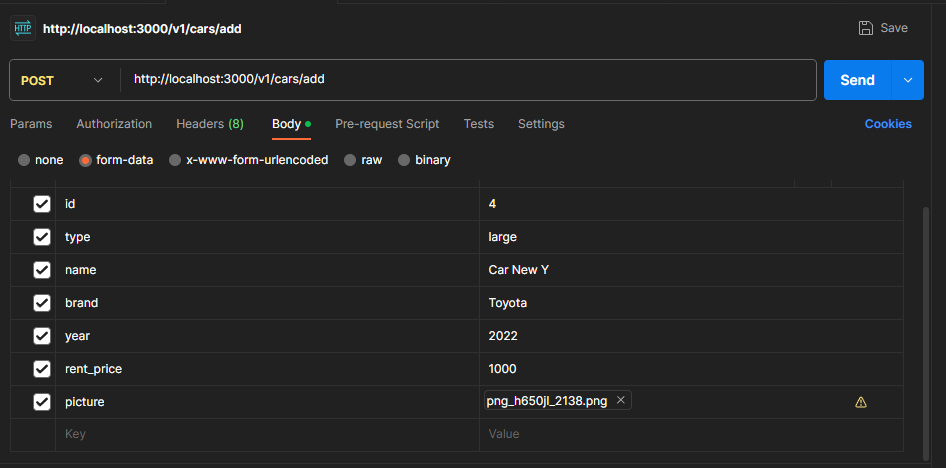 HTTP http://localhost:3000/v1/cars/add Save
POST http://localhost:3000/v1/cars/add Send
Params Authorization Headers (8) Body Pre-request Script Tests Settings Cookies
none form-data x-www-form-urlencoded raw binary
id 4
type large
name Car New Y
brand Toyota
year 2022
rent_price 1000
picture png_h650jl_2138.png
Key Value